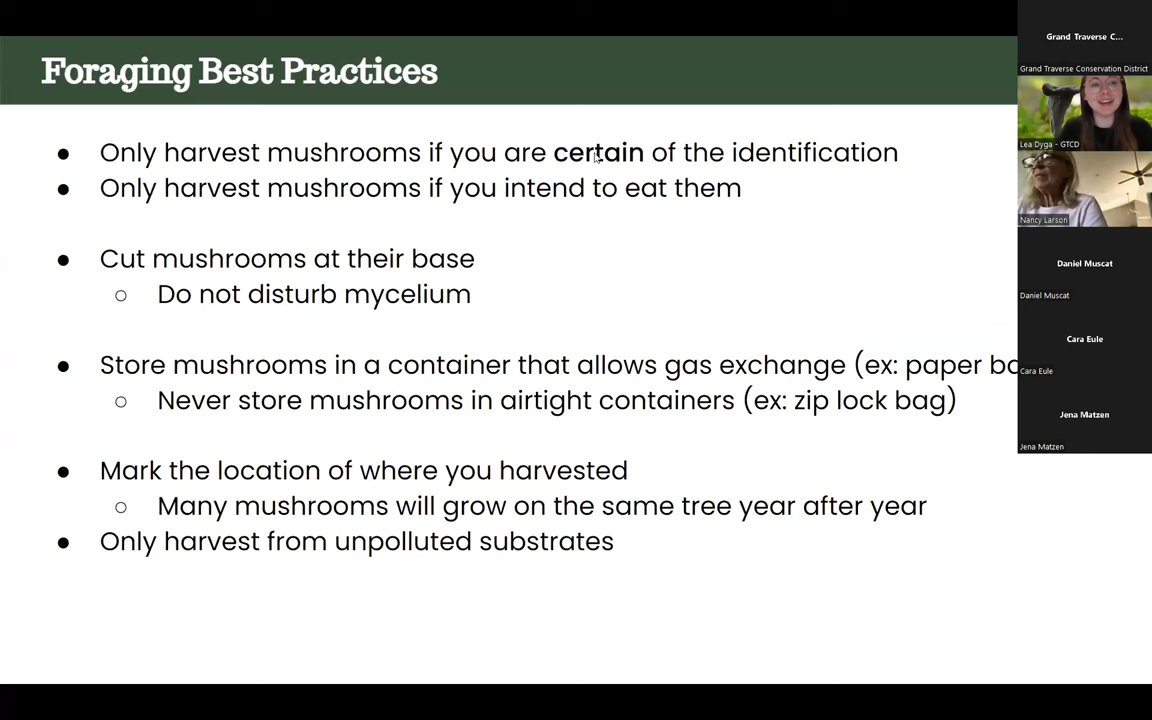 Foraging Best Practices
● Only harvest mushrooms if you are certain of the identification
● Only harvest mushrooms if you intend to eat them
● Cut mushrooms at their base
○ Do not disturb mycelium
● Store mushrooms in a container that allows gas exchange (ex: paper
○ Never store mushrooms in airtight containers (ex: zip lock bag)
● Mark the location of where you harvested
○ Many mushrooms will grow on the same tree year after year
● Only harvest from unpolluted substrates
Grand Traverse C...
Grand Traverse Conservation District
Lea Dyga - GTCD
Nancy Larson
Daniel Muscat
Daniel Muscat
Cara Eule
Cara Eule
Jena Matzen
Jena Matzen